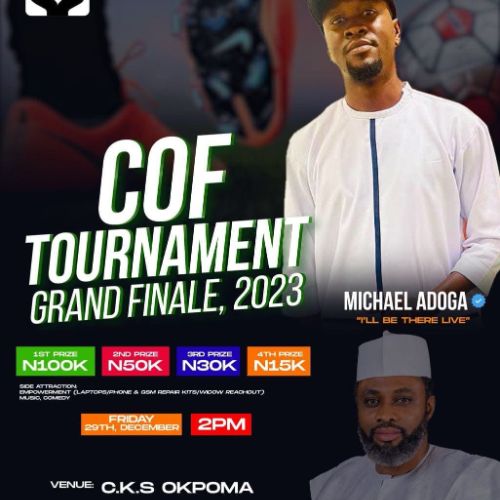 COF
TOURNAMENT
GRAND FINALE, 2023
MICHAEL ADOGA
"I'LL BE THERE LIVE"
1ST PRIZE
N100K
2ND PRIZE
N50K
3RD PRIZE
N30K
4TH PRIZE
N15K
SIDE ATTRACTION:
EMPOWERMENT (LAPTOPS/PHONE & GSM REPAIR KITS/WIDOW REACHOUT)
MUSIC, COMEDY
FRIDAY
29TH, DECEMBER
2PM
VENUE: C.K.S OKPOMA